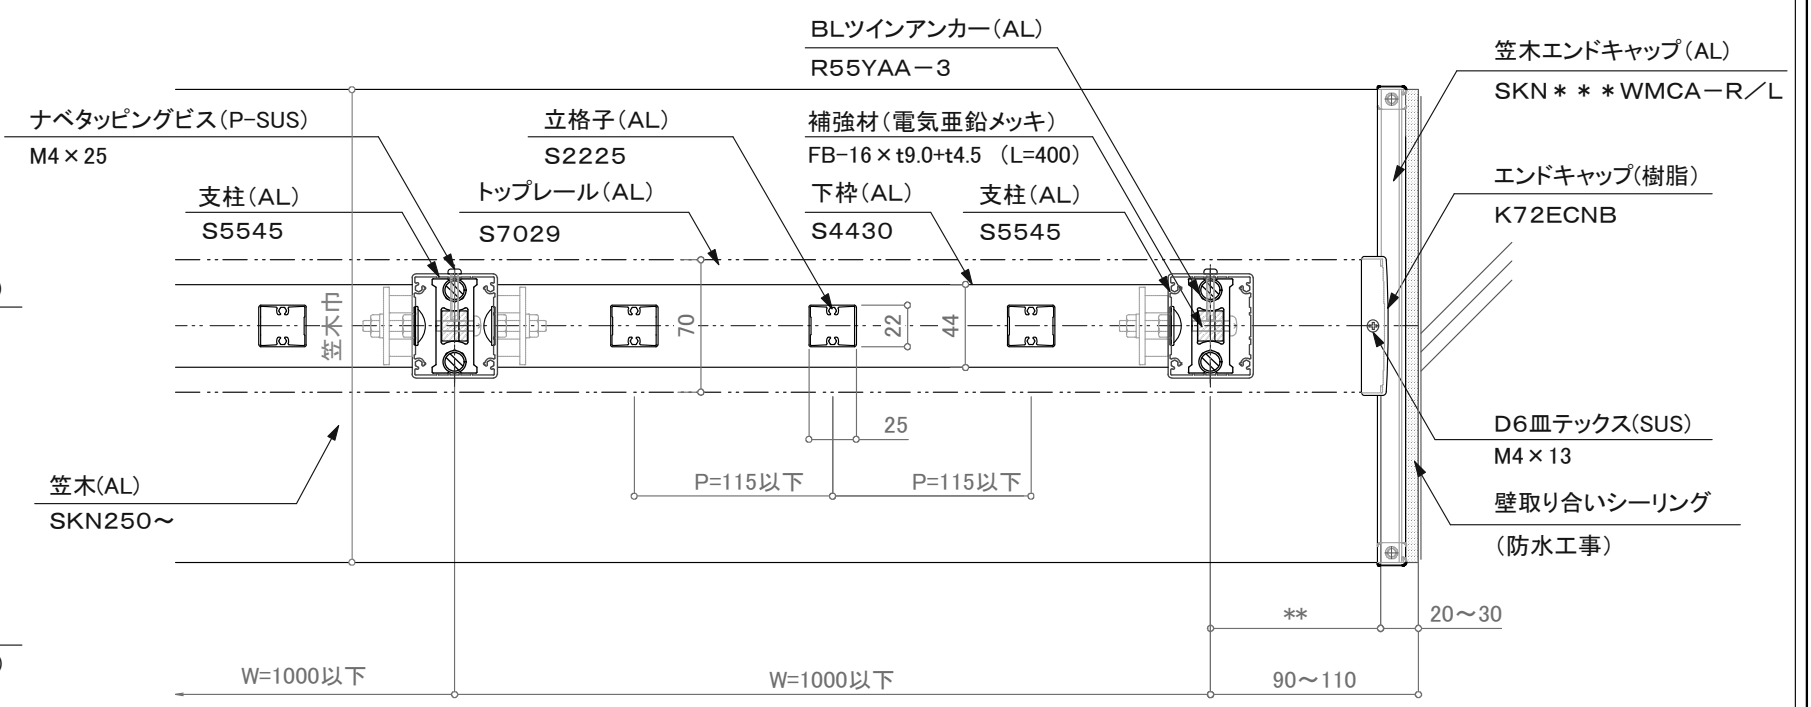 BLツインアンカー(AL)
R55YAA-3
笠木エンドキャップ(AL)
SKN***WMCA-R/L
ナベタッピングビス(P-SUS)
M4×25
立格子(AL)
S2225
補強材(電気亜鉛メッキ)
FB-16×t9.0+t4.5 (L=400)
エンドキャップ(樹脂)
K72ECNB
支柱(AL)
S5545
トップレール(AL)
S7029
下枠(AL)
S4430
支柱(AL)
S5545
笠木巾
70
22
44
25
P=115以下
P=115以下
笠木(AL)
SKN250~
D6皿テックス(SUS)
M4×13
壁取り合いシーリング
(防水工事)
**
20~30
W=1000以下
W=1000以下
90~110